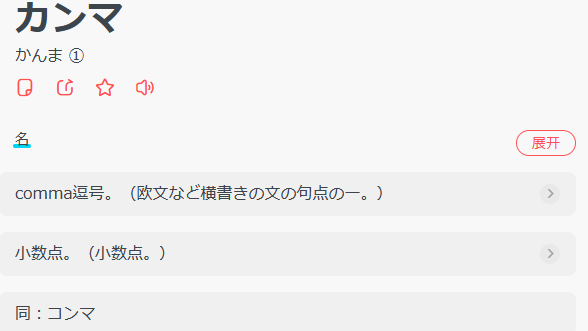 カンマ
かんま ①
名
展开
comma逗号。（欧文など横書きの文の句点の一。）
小数点。（小数点。）
同：コンマ